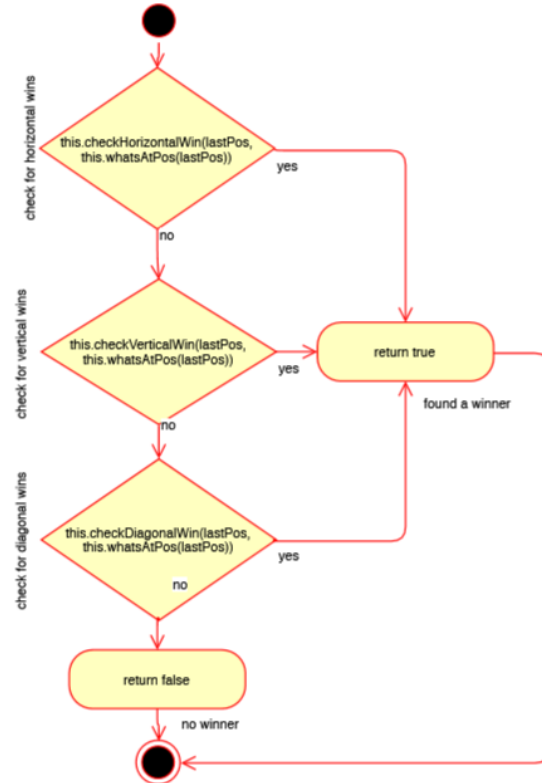 check for horizontal wins
this.checkHorizontalWin(lastPos,
this.whatsAtPos(lastPos))
yes
no
check for vertical wins
this.checkVerticalWin(lastPos,
this.whatsAtPos(lastPos))
yes
return true
found a winner
no
check for diagonal wins
this.checkDiagonalWin(lastPos,
this.whatsAtPos(lastPos))
yes
no
return false
no winner